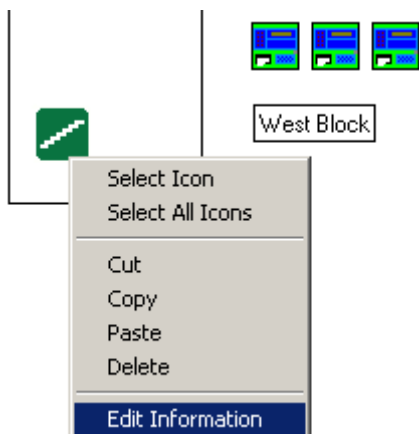 West Block
Select Icon
Select All Icons
Cut
Copy
Paste
Delete
Edit Information